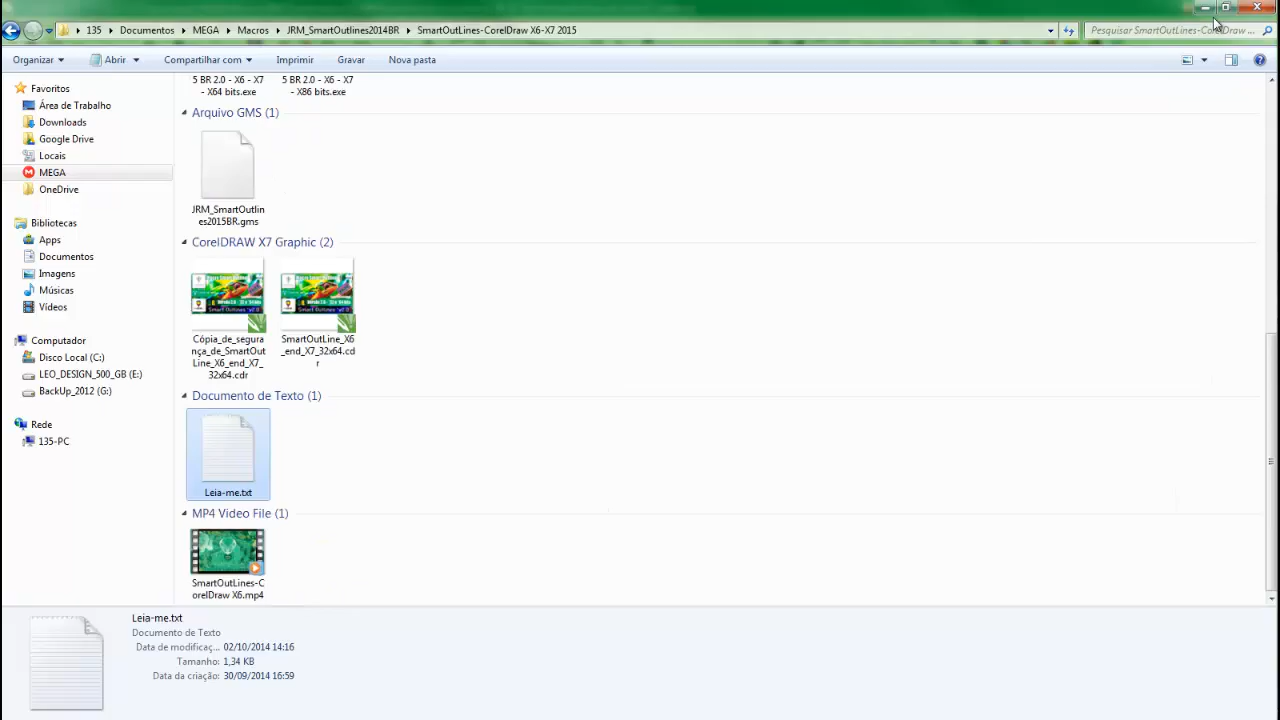 135 Documentos MEGA Macros JRM_SmartOutlines2014BR SmartOutLines-CorelDraw X6-X7 2015
Pesquisar SmartOutLines-CorelDraw ...
Organizar Abrir Compartilhar com Imprimir Gravar Nova pasta
Favoritos
Área de Trabalho
Downloads
Google Drive
Locais
MEGA
OneDrive
Bibliotecas
Apps
Documentos
Imagens
Músicas
Vídeos
Computador
Disco Local (C:)
LEO_DESIGN_500_GB (E:)
BackUp_2012 (G:)
Rede
135-PC
5 BR 2.0 - X6 - X7
- X64 bits.exe
5 BR 2.0 - X6 - X7
- X86 bits.exe
Arquivo GMS (1)
JRM_SmartOutlin
es2015BR.gms
CorelDRAW X7 Graphic (2)
Cópia_de_segura
nça_de_SmartOut
Line_X6_end_X7_
32x64.cdr
SmartOutLine_X6
_end_X7_32x64.cd
r
Documento de Texto (1)
Leia-me.txt
MP4 Video File (1)
SmartOutLines-C
orelDraw X6.mp4
Leia-me.txt
Documento de Texto
Data de modificaç... 02/10/2014 14:16
Tamanho: 1,34 KB
Data da criação: 30/09/2014 16:59